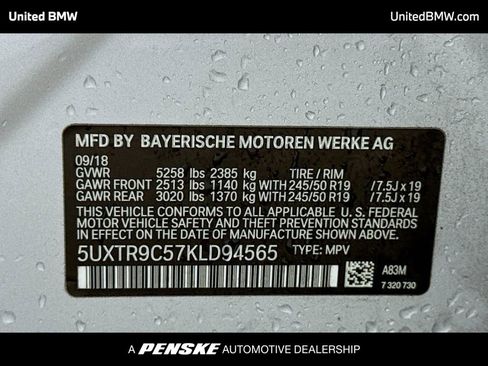 United BMW
UnitedBMW.com
MFD BY BAYERISCHE MOTOREN WERKE AG
09/18
GVWR 5258 lbs 2385 kg TIRE / RIM
GAWR FRONT 2513 lbs 1140 kg WITH 245/50 R19 /7.5J x 19
GAWR REAR 3020 lbs 1370 kg WITH 245/50 R19 /7.5J x 19
THIS VEHICLE CONFORMS TO ALL APPLICABLE U. S. FEDERAL
MOTOR VEHICLE SAFETY AND THEFT PREVENTION STANDARDS
IN EFFECT ON THE DATE OF MANUFACTURE SHOWN ABOVE.
5UXTR9C57KLD94565 TYPE: MPV
A83M
7 320 730
A PENSKE AUTOMOTIVE DEALERSHIP